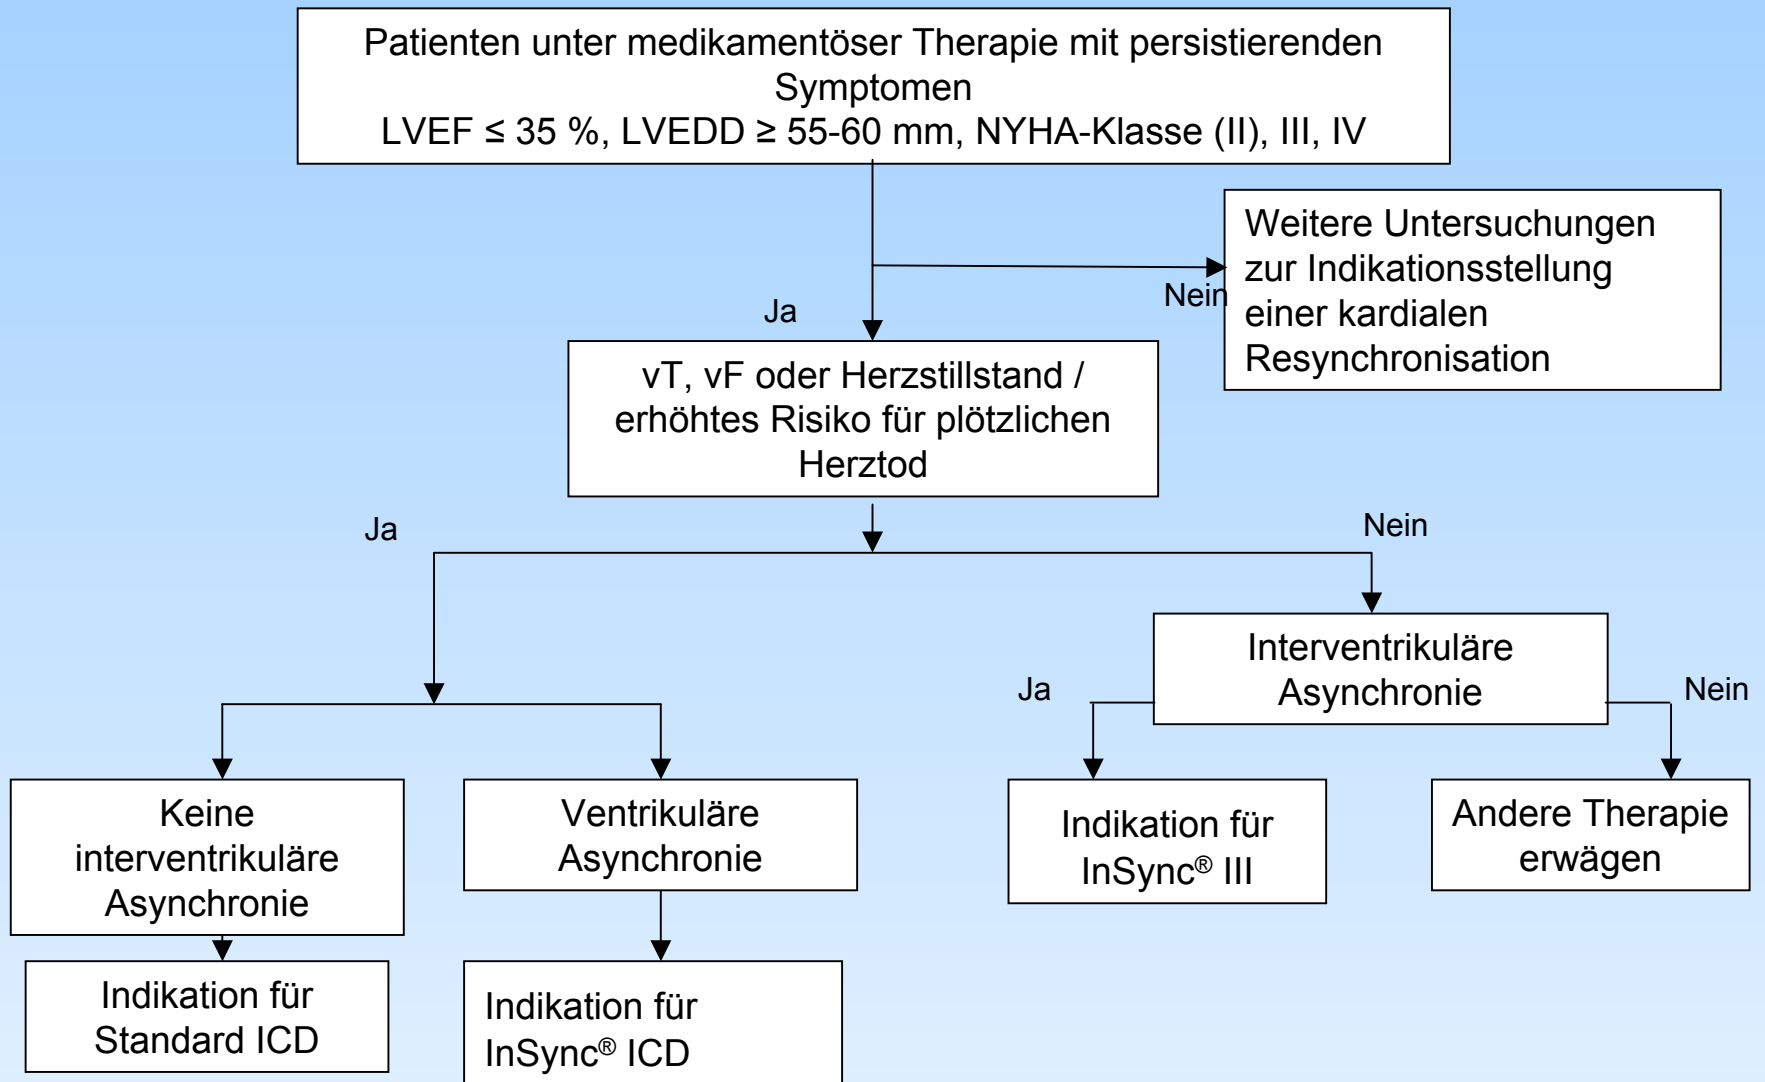 Patienten unter medikamentöser Therapie mit persistierenden
Symptomen
LVEF ≤ 35 %, LVEDD ≥ 55-60 mm, NYHA-Klasse (II), III, IV
Weitere Untersuchungen
zur Indikationsstellung
einer kardialen
Resynchronisation
Nein
Ja
vT, vF oder Herzstillstand /
erhöhtes Risiko für plötzlichen
Herztod
Ja
Nein
Interventrikuläre
Asynchronie
Ja
Nein
Keine
interventrikuläre
Asynchronie
Ventrikuläre
Asynchronie
Indikation für
InSync® III
Andere Therapie
erwägen
Indikation für
Standard ICD
Indikation für
InSync® ICD